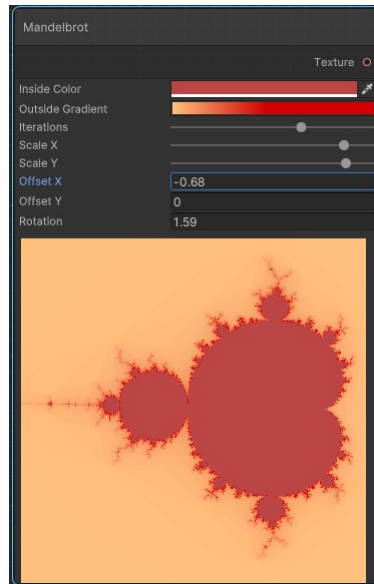 Mandelbrot
Texture
Inside Color
Outside Gradient
Iterations
Scale X
Scale Y
Offset X -0.68
Offset Y 0
Rotation 1.59